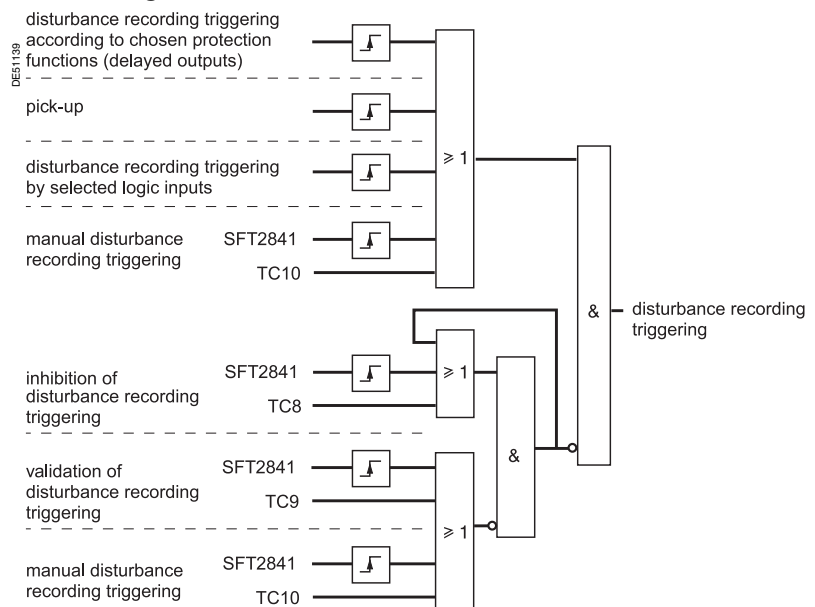 disturbance recording triggering
according to chosen protection
functions (delayed outputs)
DE51139
pick-up
disturbance recording triggering
by selected logic inputs
⩾ 1
manual disturbance
recording triggering
SFT2841
TC10
&
disturbance recording
triggering
inhibition of
disturbance recording
triggering
SFT2841
TC8
⩾ 1
&
validation of
disturbance recording
triggering
SFT2841
TC9
⩾ 1
manual disturbance
recording triggering
SFT2841
TC10